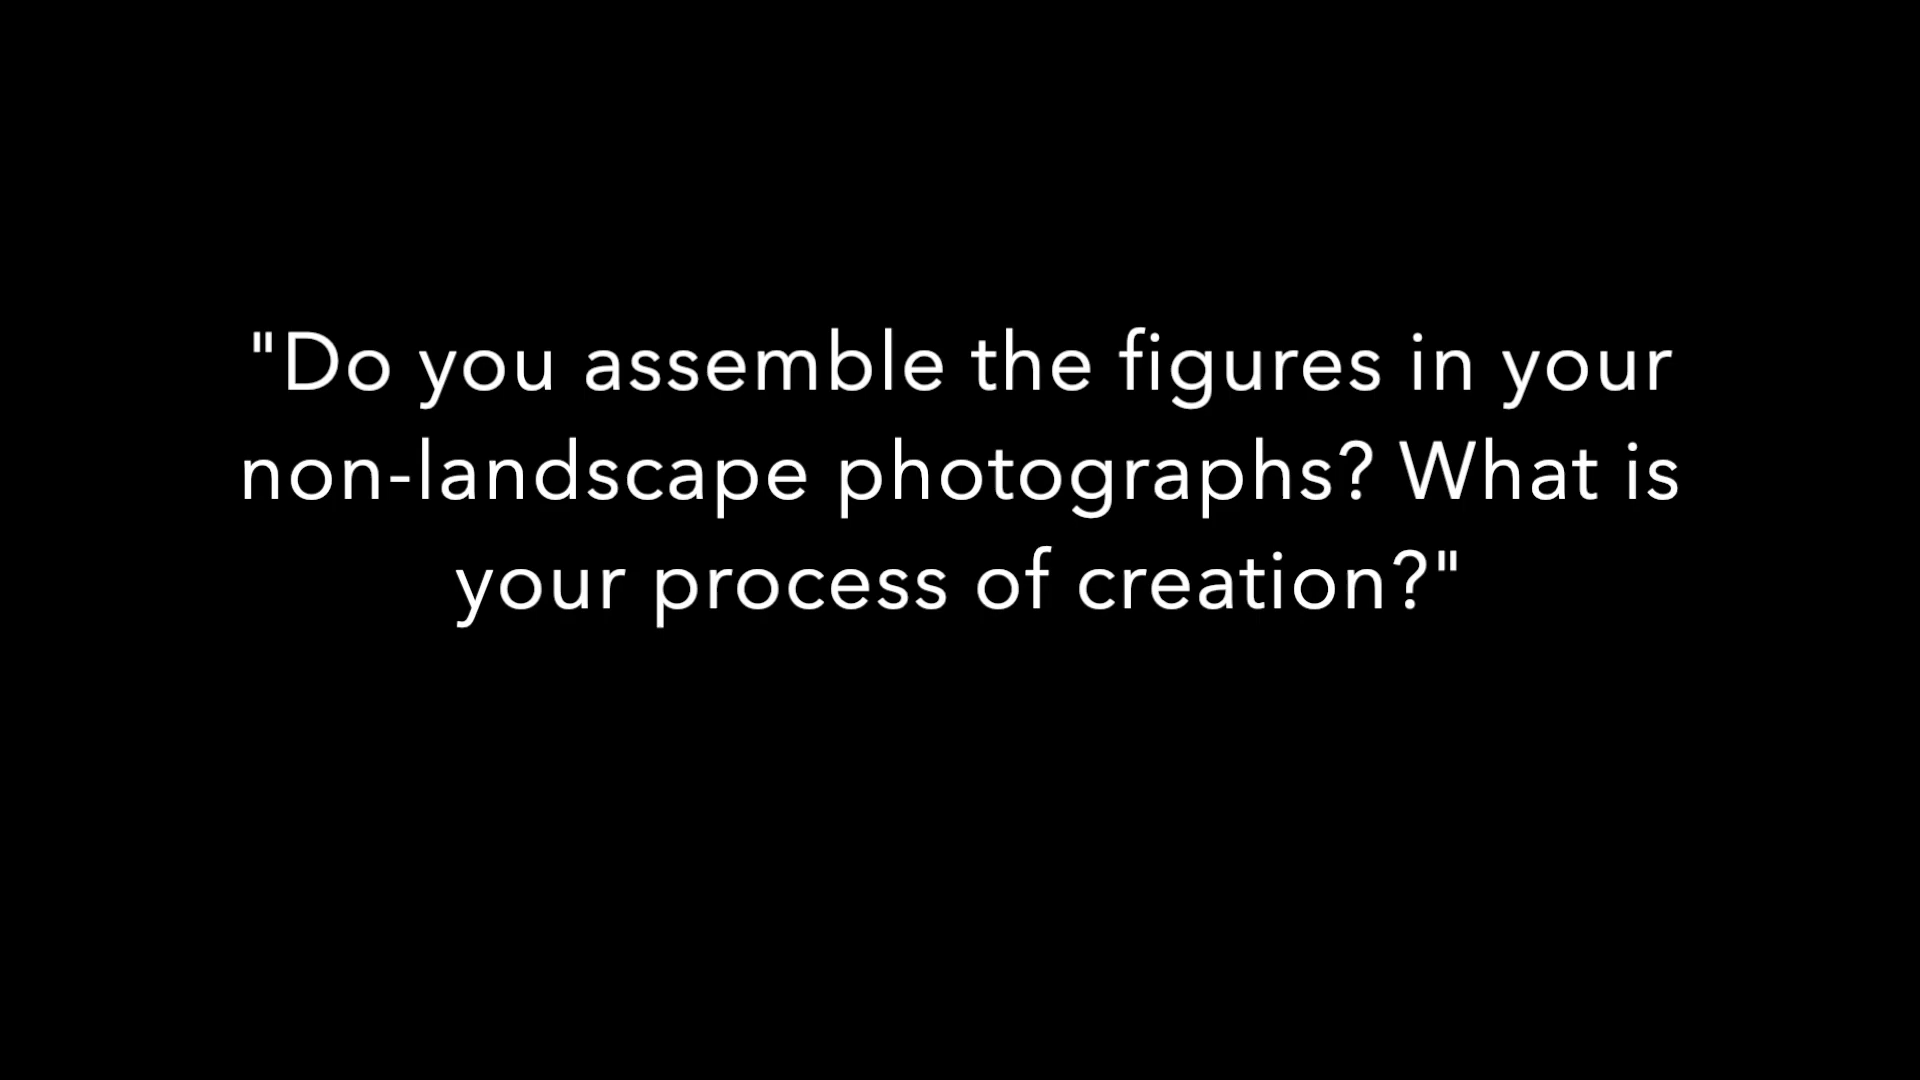 "Do you assemble the figures in your
non-landscape photographs? What is
your process of creation?"